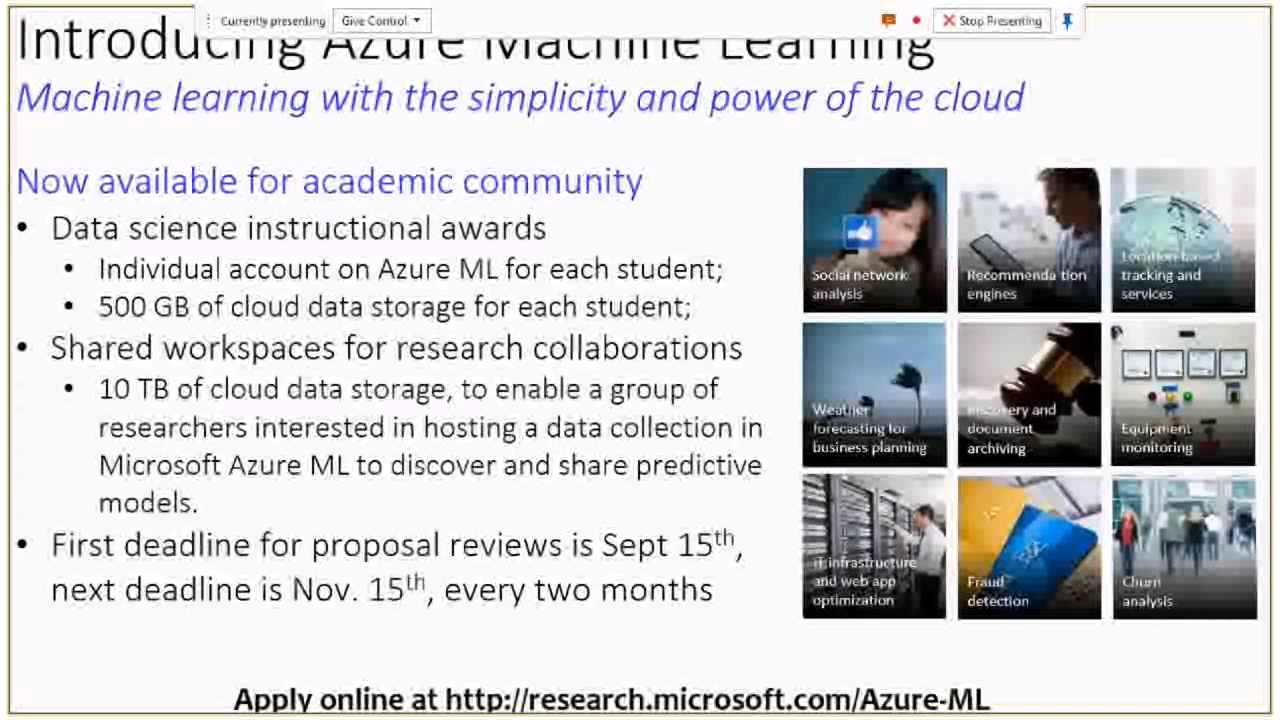 Currently presenting Give Control Stop Presenting
Introducing Azure Machine Learning
Machine learning with the simplicity and power of the cloud
Now available for academic community
• Data science instructional awards
• Individual account on Azure ML for each student;
• 500 GB of cloud data storage for each student;
• Shared workspaces for research collaborations
• 10 TB of cloud data storage, to enable a group of
researchers interested in hosting a data collection in
Microsoft Azure ML to discover and share predictive
models.
• First deadline for proposal reviews is Sept 15th,
next deadline is Nov. 15th, every two months
Social network
analysis
Recommendation
engines
Location-based
tracking and
services
Weather
forecasting for
business planning
Discovery and
document
archiving
Equipment
monitoring
IT infrastructure
and web app
optimization
Fraud
detection
Churn
analysis
Apply online at http://research.microsoft.com/Azure-ML